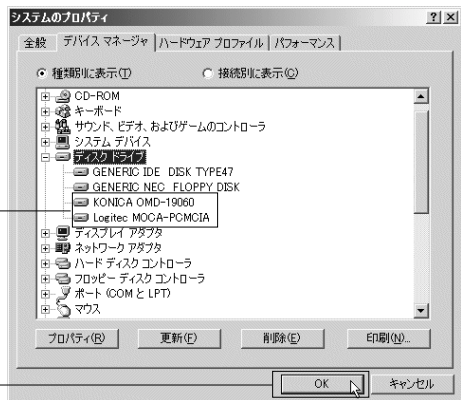 システムのプロパティ
全般 デバイス マネージャ ハードウェア プロファイル パフォーマンス
種類別に表示(T) 接続別に表示(C)
CD-ROM
キーボード
サウンド、ビデオ、およびゲームのコントローラ
システム デバイス
ディスク ドライブ
GENERIC IDE DISK TYPE47
GENERIC NEC FLOPPY DISK
KONICA OMD-19060
Logitec MOCA-PCMCIA
ディスプレイ アダプタ
ネットワーク アダプタ
ハード ディスク コントローラ
フロッピー ディスク コントローラ
ポート (COM と LPT)
マウス
プロパティ(R) 更新(F) 削除(E) 印刷(N)...
OK キャンセル